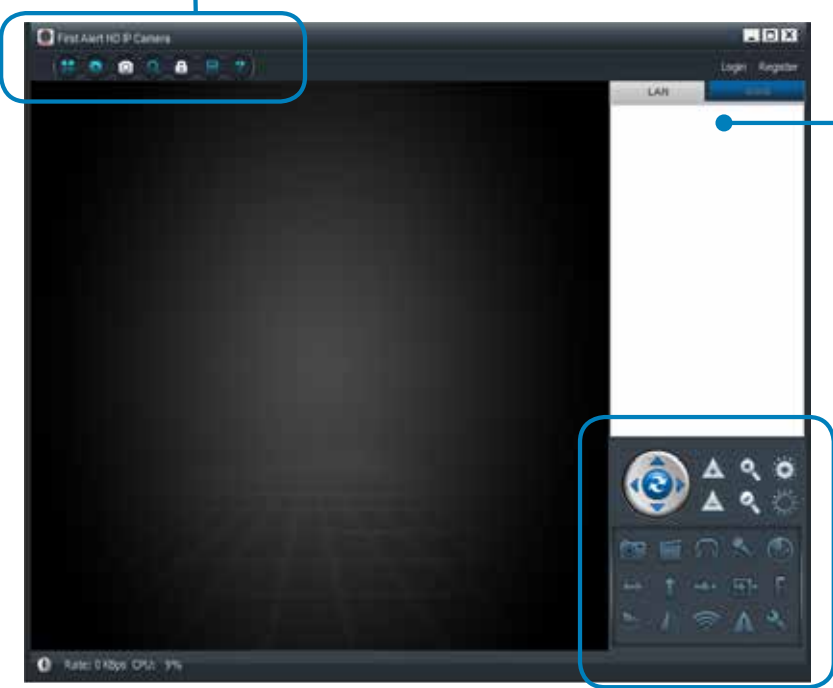 First Alert HD IP Camera
Login Register
LAN
Rate: 0 KBps CPU: 9%